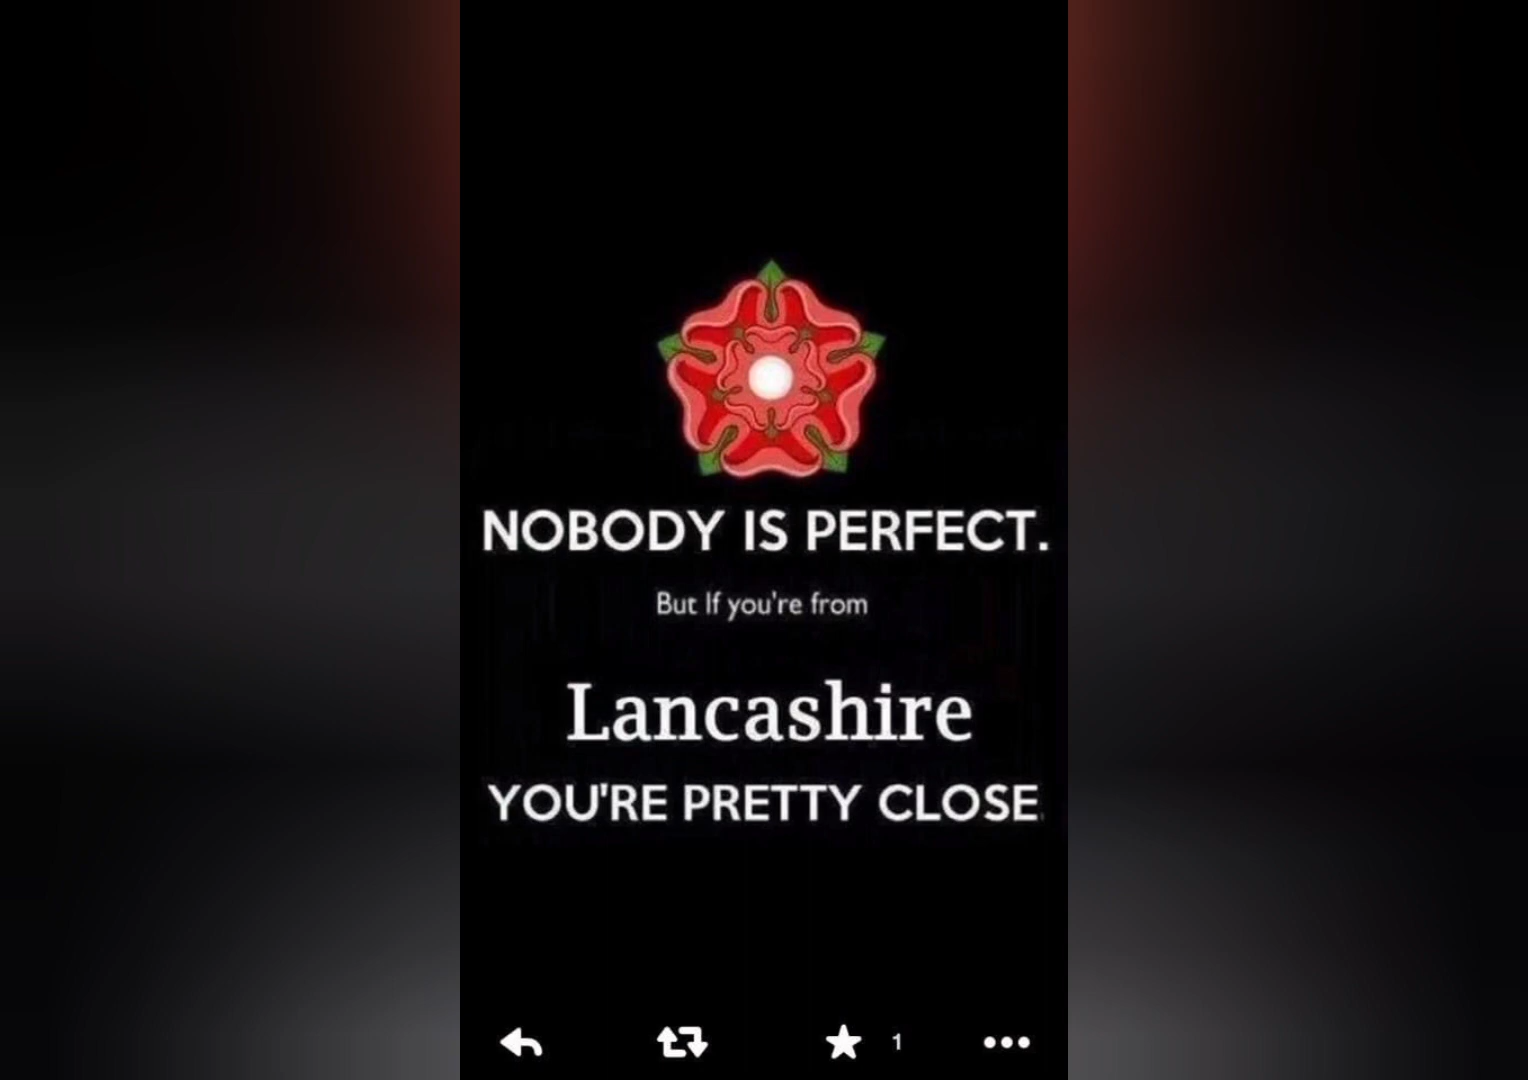 NOBODY IS PERFECT.
But If you're from
Lancashire
YOU'RE PRETTY CLOSE.
1